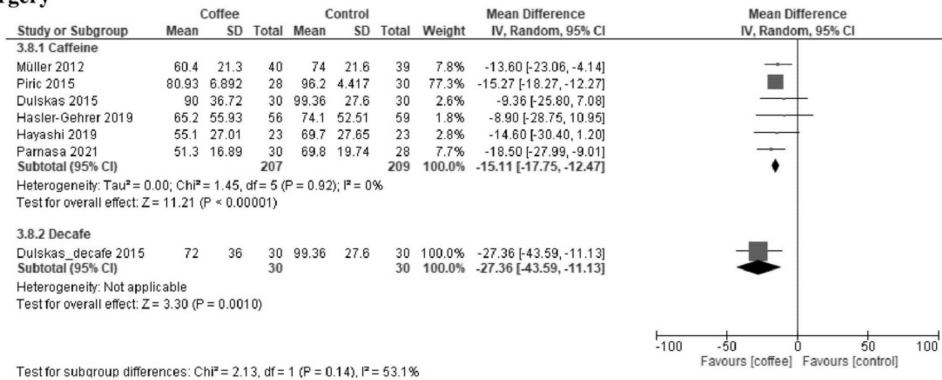 rgery
Coffee Control Mean Difference Mean Difference
Study or Subgroup Mean SD Total Mean SD Total Weight IV, Random, 95% CI IV, Random, 95% CI
3.8.1 Caffeine
Müller 2012 60.4 21.3 40 74 21.6 39 7.8% -13.60 [-23.06, -4.14]
Piric 2015 80.93 6.892 28 96.2 4.417 30 77.3% -15.27 [-18.27, -12.27]
Dulskas 2015 90 36.72 30 99.36 27.6 30 2.6% -9.36 [-25.80, 7.08]
Hasler-Gehrer 2019 65.2 55.93 56 74.1 52.51 59 1.8% -8.90 [-28.75, 10.95]
Hayashi 2019 55.1 27.01 23 69.7 27.65 23 2.8% -14.60 [-30.40, 1.20]
Parnasa 2021 51.3 16.89 30 69.8 19.74 28 7.7% -18.50 [-27.99, -9.01]
Subtotal (95% CI) 207 209 100.0% -15.11 [-17.75, -12.47]
Heterogeneity: Tau² = 0.00; Chi² = 1.45, df = 5 (P = 0.92); I² = 0%
Test for overall effect: Z = 11.21 (P < 0.00001)
3.8.2 Decafe
Dulskas_decafe 2015 72 36 30 99.36 27.6 30 100.0% -27.36 [-43.59, -11.13]
Subtotal (95% CI) 30 30 100.0% -27.36 [-43.59, -11.13]
Heterogeneity: Not applicable
Test for overall effect: Z = 3.30 (P = 0.0010)
-100 -50 0 50 100
Favours [coffee] Favours [control]
Test for subgroup differences: Chi² = 2.13, df = 1 (P = 0.14), I² = 53.1%